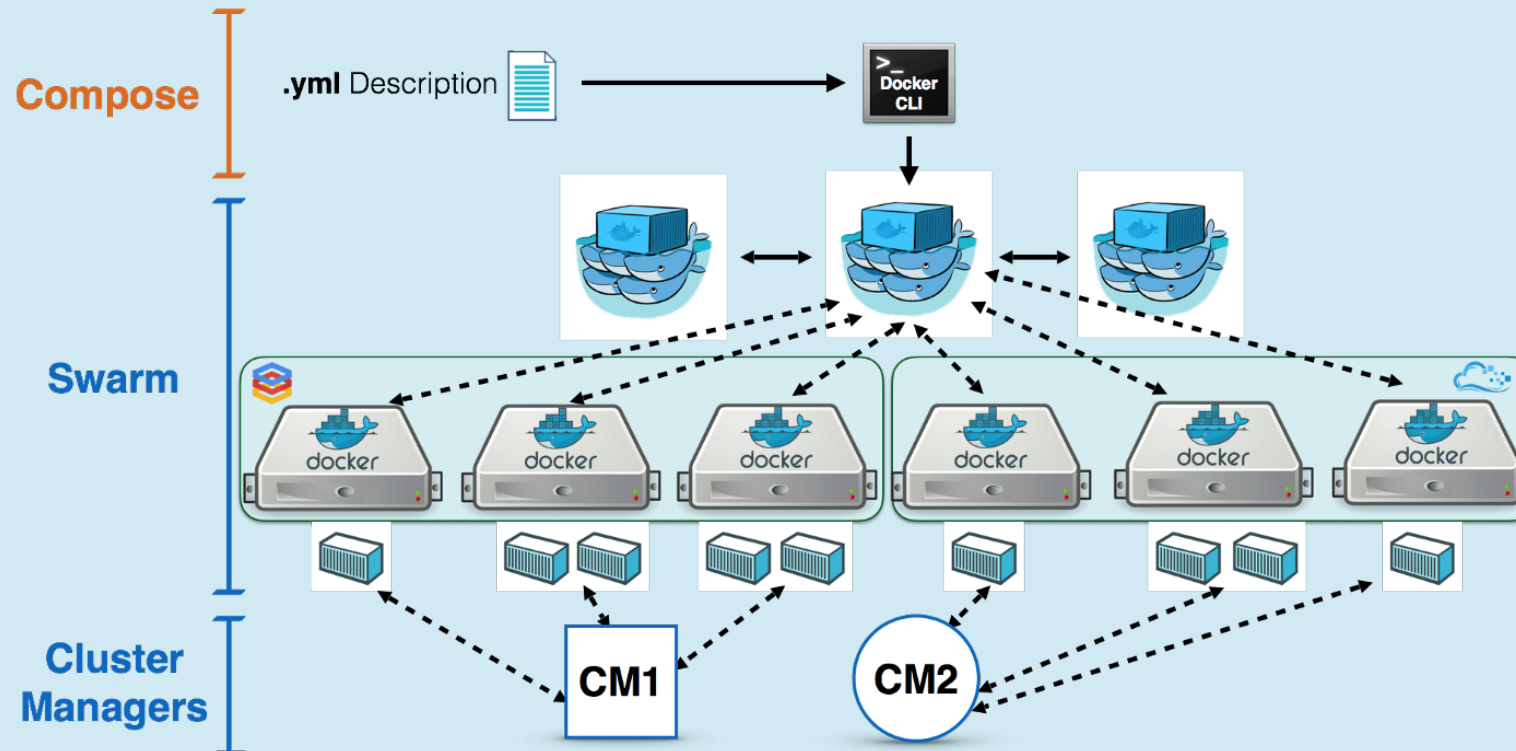 Compose
.yml Description
>_
Docker
CLI
Swarm
docker
docker
docker
docker
docker
docker
Cluster
Managers
CM1
CM2